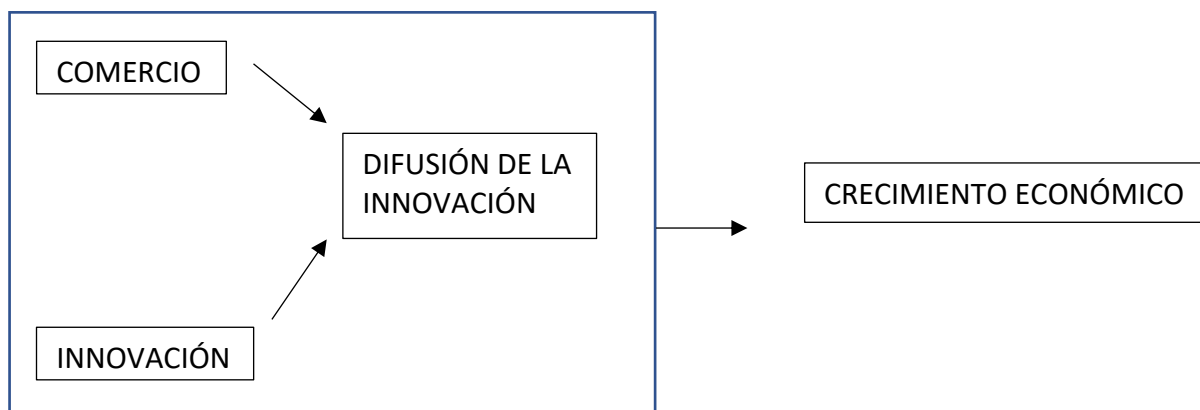 COMERCIO
DIFUSIÓN DE LA
INNOVACIÓN
CRECIMIENTO ECONÓMICO
INNOVACIÓN